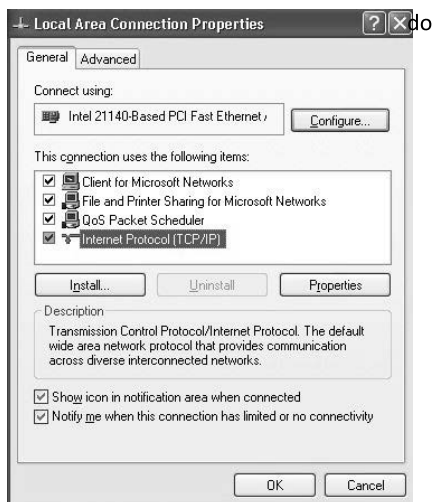 Local Area Connection Properties
do
General Advanced
Connect using:
Intel 21140-Based PCI Fast Ethernet
Configure...
This connection uses the following items:
Client for Microsoft Networks
File and Printer Sharing for Microsoft Networks
QoS Packet Scheduler
Internet Protocol (TCP/IP)
Install... Uninstall Properties
Description
Transmission Control Protocol/Internet Protocol. The default
wide area network protocol that provides communication
across diverse interconnected networks.
Show icon in notification area when connected
Notify me when this connection has limited or no connectivity
OK Cancel